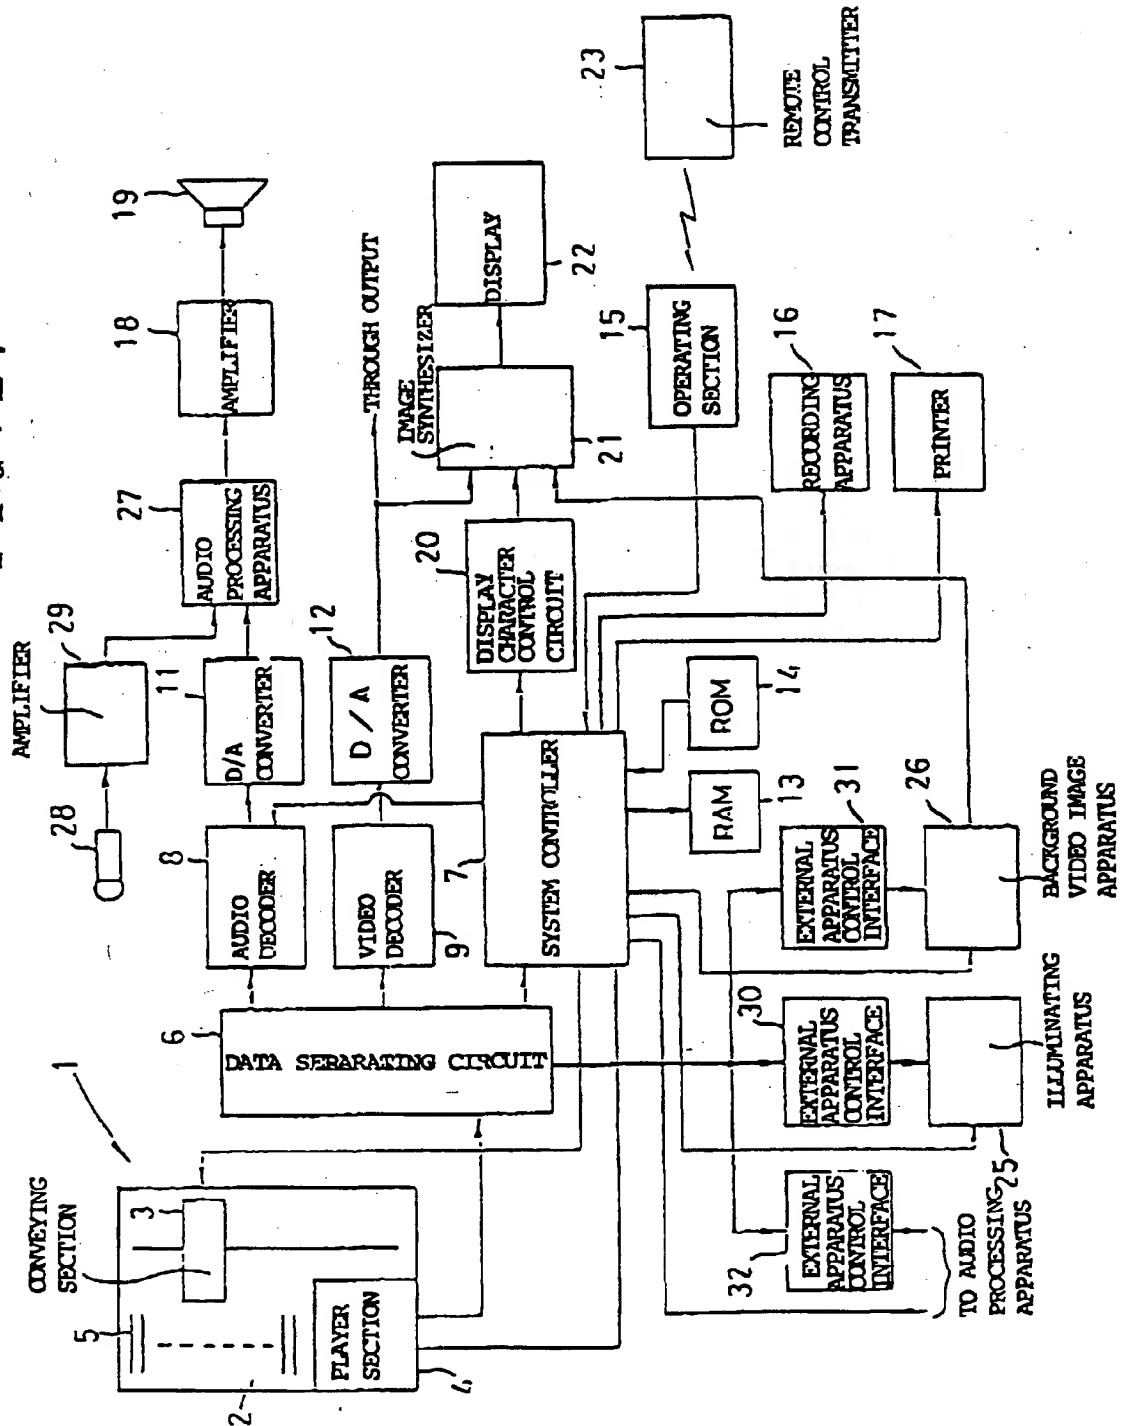 1
CONVEYING
SECTION
3
5
2
PLAYER
SECTION
4
6
DATA SEBARATING CIRCUIT
28
AMPLIFIER
29
8
AUDIO
DECODER
11
D/A
CONVERTER
27
AUDIO
PROCESSING
APPARATUS
18
AMPLIFIER
19
VIDEO
DECODER
9
12
D/A
CONVERTER
THROUGH OUTPUT
7
SYSTEM CONTROLLER
20
DISPLAY
CHARACTER
CONTROL
CIRCUIT
IMAGE
SYNTHESIZER
21
DISPLAY
22
RAM
13
ROM
14
15
OPERATING
SECTION
23
REMOTE
CONTROL
TRANSMITTER
16
RECORDING
APPARATUS
17
PRINTER
32
EXTERNAL
APPARATUS
CONTROL
INTERFACE
TO AUDIO
PROCESSING
APPARATUS
30
EXTERNAL
APPARATUS
CONTROL
INTERFACE
25
ILLUMINATING
APPARATUS
EXTERNAL
APPARATUS
CONTROL
INTERFACE
31
26
BACKGROUND
VIDEO IMAGE
APPARATUS